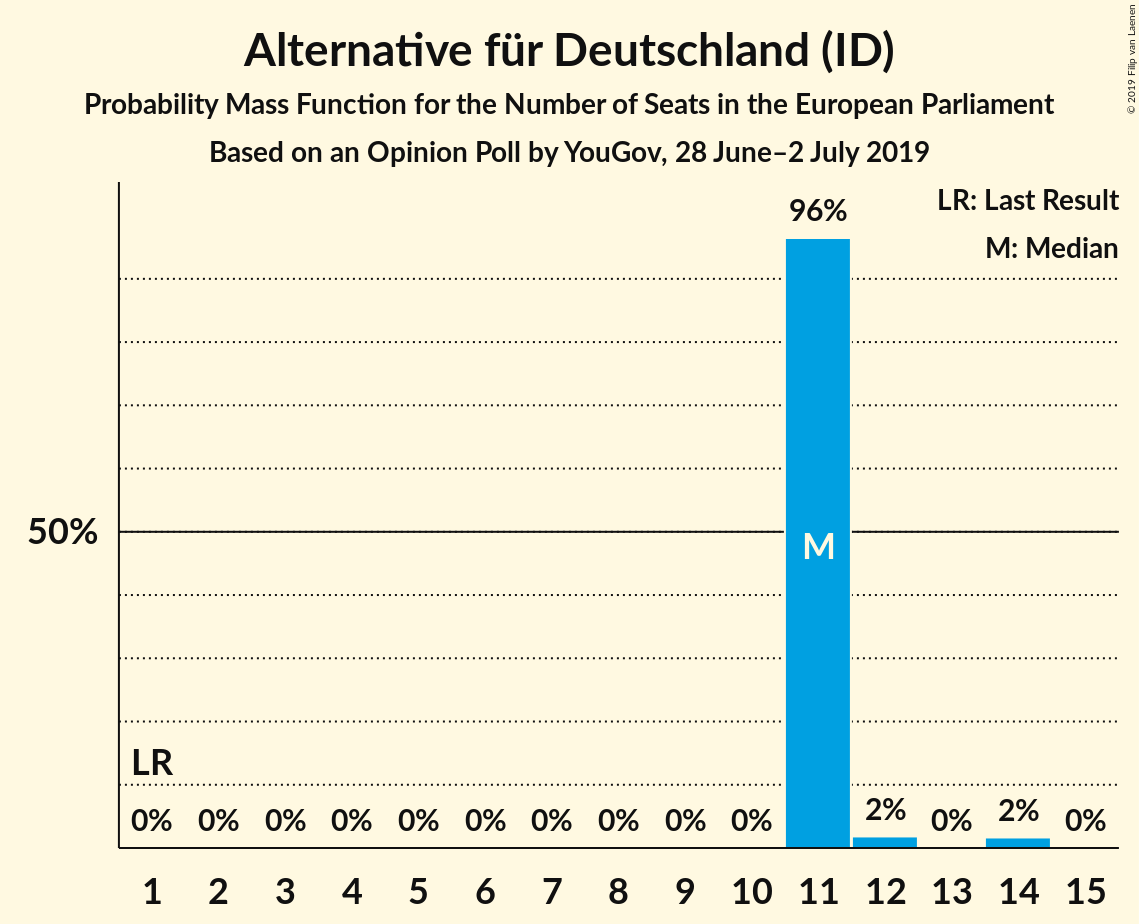 Alternative für Deutschland (ID)
Probability Mass Function for the Number of Seats in the European Parliament
Based on an Opinion Poll by YouGov, 28 June–2 July 2019
© 2019 Filip van Laenen
LR: Last Result
M: Median
96%
50%
M
LR
0% 0% 0% 0% 0% 0% 0% 0% 0% 0% 2% 0% 2% 0%
1 2 3 4 5 6 7 8 9 10 11 12 13 14 15